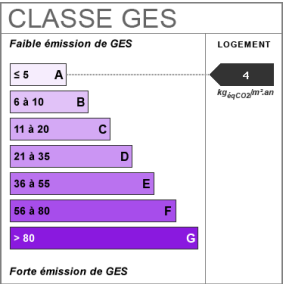 CLASSE GES
Faible émission de GES
LOGEMENT
≤ 5 A
4
kgéqCO2/m².an
6 à 10 B
11 à 20 C
21 à 35 D
36 à 55 E
56 à 80 F
> 80 G
Forte émission de GES